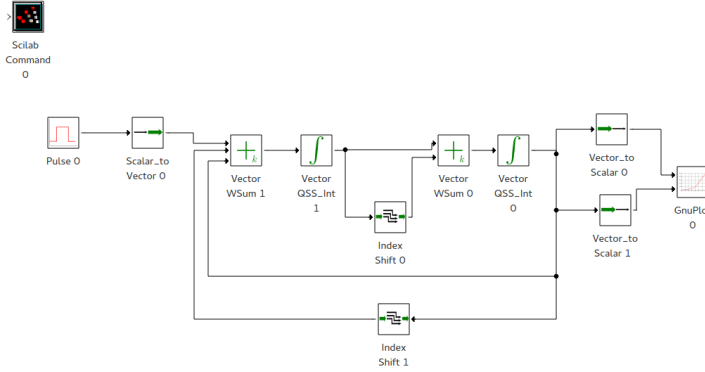 Scilab
Command
0
Pulse 0
Scalar_to
Vector 0
k
Vector
WSum 1
Vector
QSS_Int
1
Index
Shift 0
k
Vector
WSum 0
Vector
QSS_Int
0
Vector_to
Scalar 0
Vector_to
Scalar 1
GnuPlo
0
Index
Shift 1